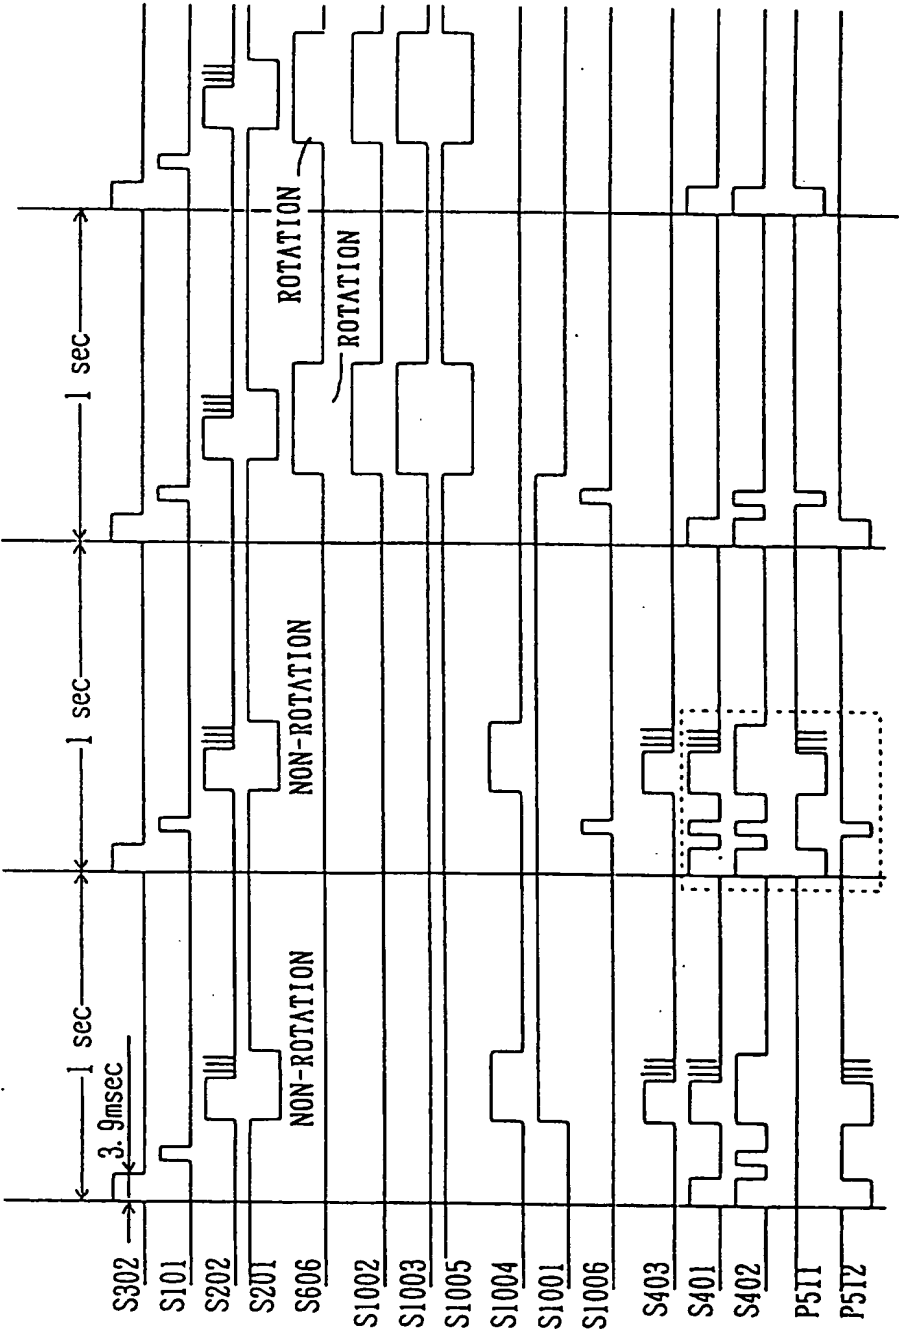 1 sec
1 sec
1 sec
3.9msec
S302
S101
S202
S201
NON-ROTATION
NON-ROTATION
ROTATION
ROTATION
S606
S1002
S1003
S1005
S1004
S1001
S1006
S403
S401
S402
P511
P512